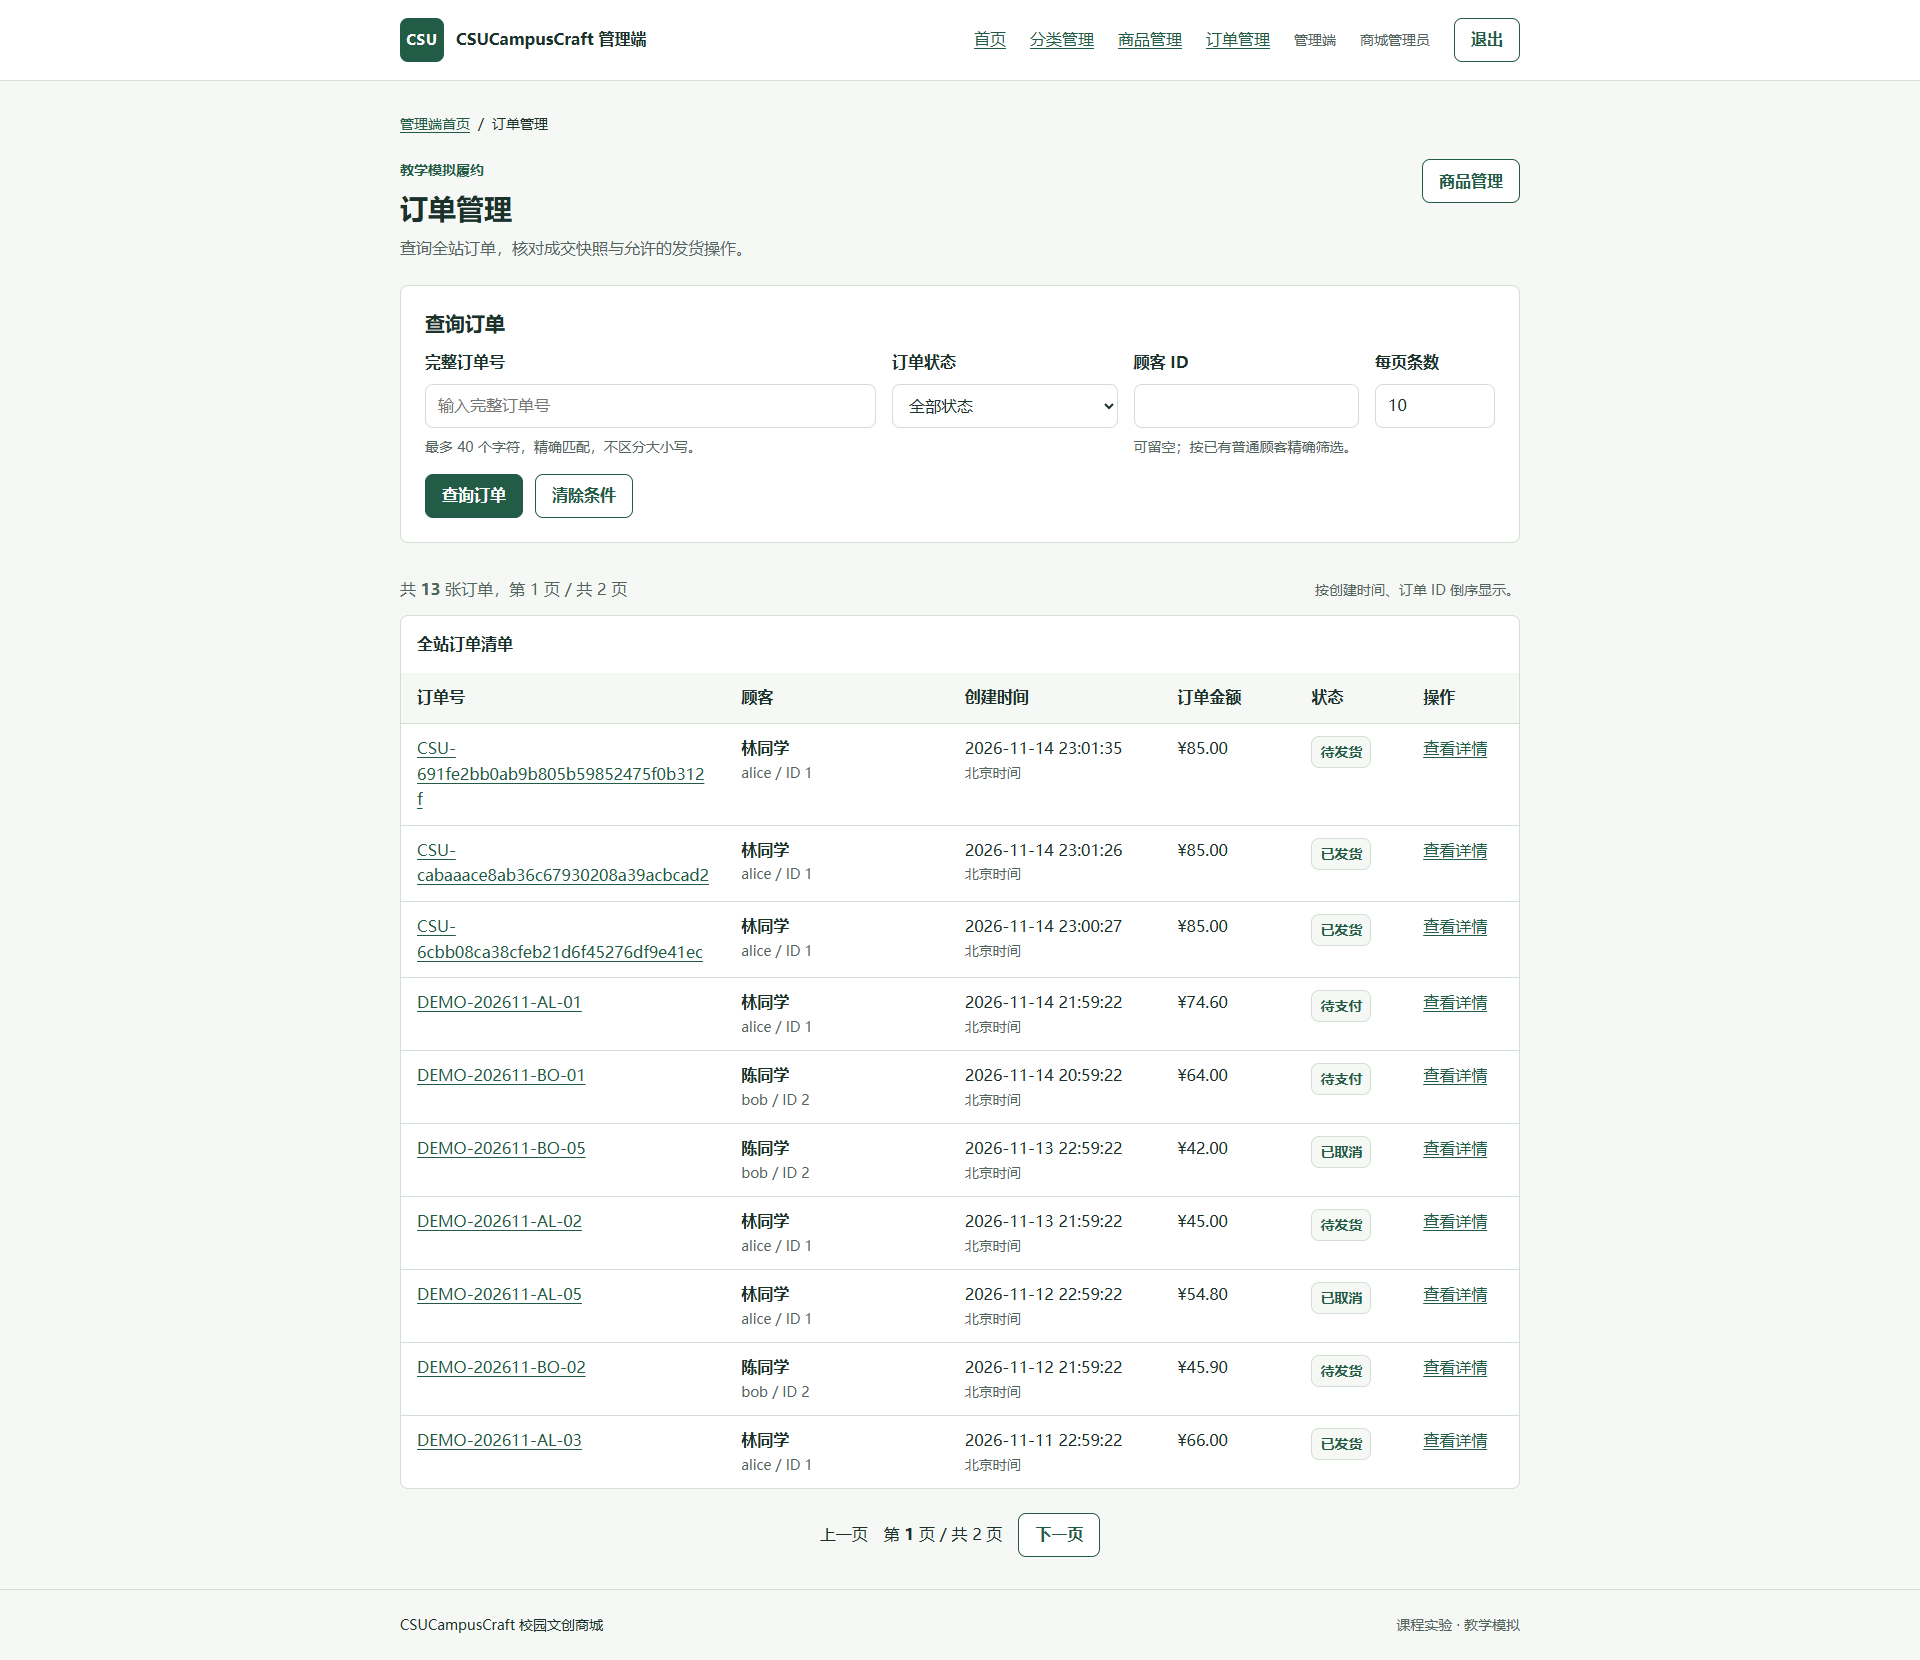 CSU CSUCampusCraft 管理端 首页 分类管理 商品管理 订单管理 管理端 商城管理员 退出
管理端首页 / 订单管理
教学模拟履约
商品管理
订单管理
查询全站订单，核对成交快照与允许的发货操作。
查询订单
完整订单号 订单状态 顾客 ID 每页条数
输入完整订单号 全部状态 10
最多 40 个字符，精确匹配，不区分大小写。 可留空；按已有普通顾客精确筛选。
查询订单 清除条件
共 13 张订单，第 1 页 / 共 2 页 按创建时间、订单 ID 倒序显示。
全站订单清单
订单号 顾客 创建时间 订单金额 状态 操作
CSU- 林同学 2026-11-14 23:01:35 ¥85.00 待发货 查看详情
691fe2bb0ab9b805b59852475f0b312 alice / ID 1 北京时间
f
CSU- 林同学 2026-11-14 23:01:26 ¥85.00 已发货 查看详情
cabaaace8ab36c67930208a39acbcad2 alice / ID 1 北京时间
CSU- 林同学 2026-11-14 23:00:27 ¥85.00 已发货 查看详情
6cbb08ca38cfeb21d6f45276df9e41ec alice / ID 1 北京时间
DEMO-202611-AL-01 林同学 2026-11-14 21:59:22 ¥74.60 待支付 查看详情
alice / ID 1 北京时间
DEMO-202611-BO-01 陈同学 2026-11-14 20:59:22 ¥64.00 待支付 查看详情
bob / ID 2 北京时间
DEMO-202611-BO-05 陈同学 2026-11-13 22:59:22 ¥42.00 已取消 查看详情
bob / ID 2 北京时间
DEMO-202611-AL-02 林同学 2026-11-13 21:59:22 ¥45.00 待发货 查看详情
alice / ID 1 北京时间
DEMO-202611-AL-05 林同学 2026-11-12 22:59:22 ¥54.80 已取消 查看详情
alice / ID 1 北京时间
DEMO-202611-BO-02 陈同学 2026-11-12 21:59:22 ¥45.90 待发货 查看详情
bob / ID 2 北京时间
DEMO-202611-AL-03 林同学 2026-11-11 22:59:22 ¥66.00 已发货 查看详情
alice / ID 1 北京时间
上一页 第 1 页 / 共 2 页 下一页
CSUCampusCraft 校园文创商城 课程实验 · 教学模拟